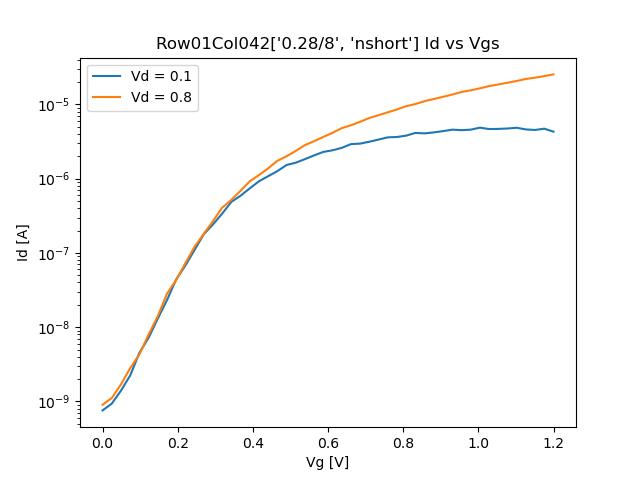 Row01Col042['0.28/8', 'nshort'] Id vs Vgs
Vd = 0.1
Vd = 0.8
Id [A]
10⁻⁵
10⁻⁶
10⁻⁷
10⁻⁸
10⁻⁹
0.0 0.2 0.4 0.6 0.8 1.0 1.2
Vg [V]